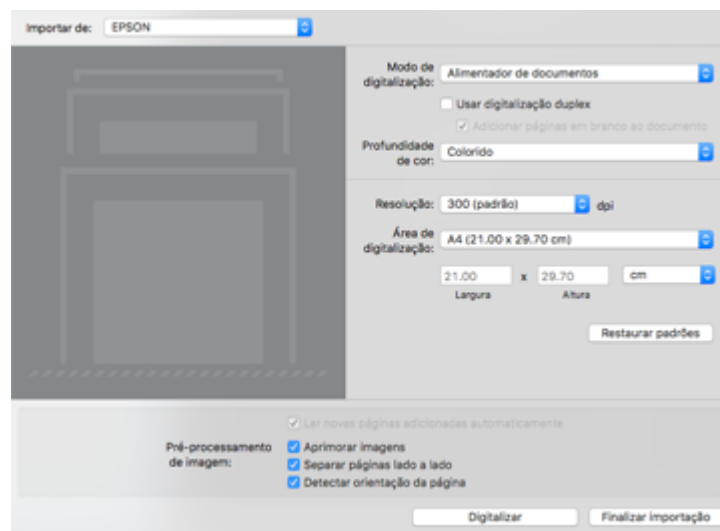 Importar de: EPSON
Modo de digitalização: Alimentador de documentos
Usar digitalização duplex
Adicionar páginas em branco ao documento
Profundidade de cor: Colorido
Resolução: 300 (padrão) dpi
Área de digitalização: A4 (21.00 x 29.70 cm)
21.00 x 29.70 cm
Largura Altura
Restaurar padrões
Ler novas páginas adicionadas automaticamente
Pré-processamento de imagem: Aprimorar imagens
Separar páginas lado a lado
Detectar orientação da página
Digitalizar Finalizar importação